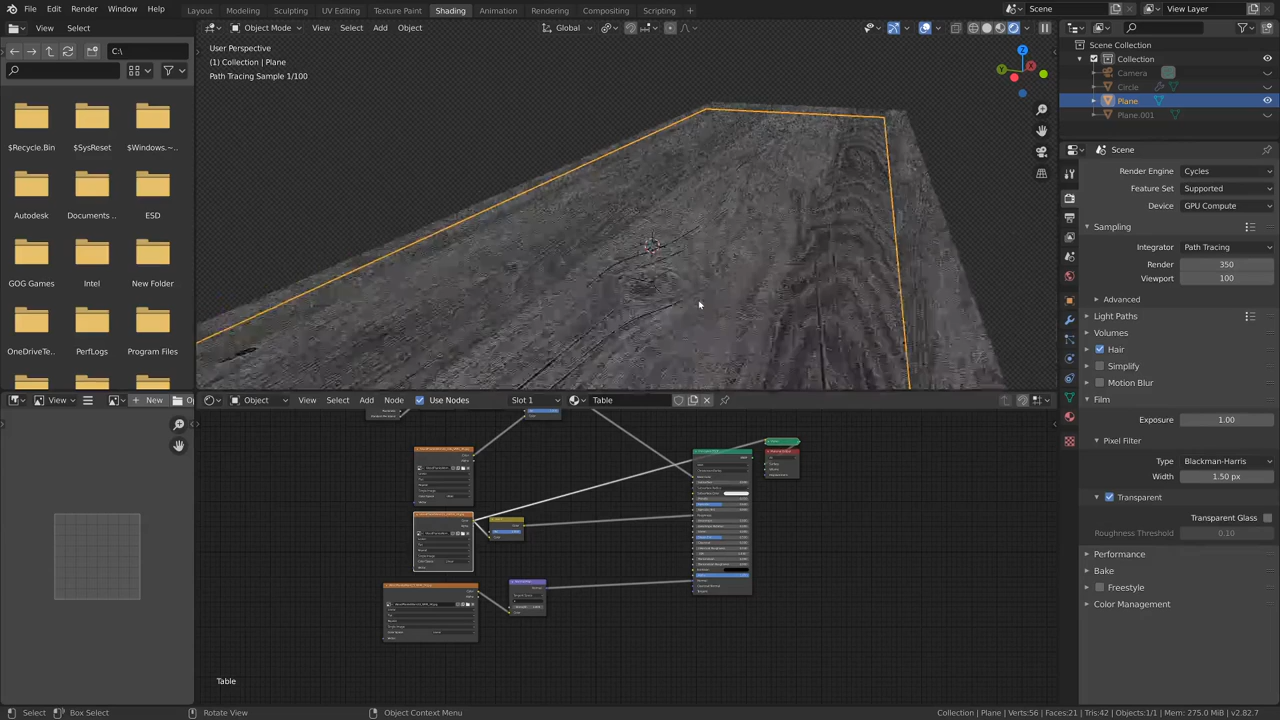 File Edit Render Window Help
Layout Modeling Sculpting UV Editing Texture Paint Shading Animation Rendering Compositing Scripting
Scene
View Layer
View Select
C:\
$Recycle.Bin $SysReset $Windows.~...
Autodesk Documents .. ESD
GOG Games Intel New Folder
OneDriveTe... PerfLogs Program Files
Object Mode View Select Add Object
Global
User Perspective
(1) Collection | Plane
Path Tracing Sample 1/100
Scene Collection
Collection
Camera
Circle
Plane
Plane.001
Scene
Render Engine Cycles
Feature Set Supported
Device GPU Compute
Sampling
Integrator Path Tracing
Render 350
Viewport 100
Advanced
Light Paths
Volumes
Hair
Simplify
Motion Blur
Film
Exposure 1.00
Pixel Filter
Type Blackman-Harris
Width 1.50 px
Transparent
Transparent Glass
Roughness Threshold 0.10
Performance
Bake
Freestyle
Color Management
View New Op
Object View Select Add Node Use Nodes Slot 1 Table
Table
Select Box Select Rotate View Object Context Menu
Collection | Plane | Verts:56 | Faces:21 | Tris:42 | Objects:1/1 | Mem: 275.0 MiB | v2.82.7